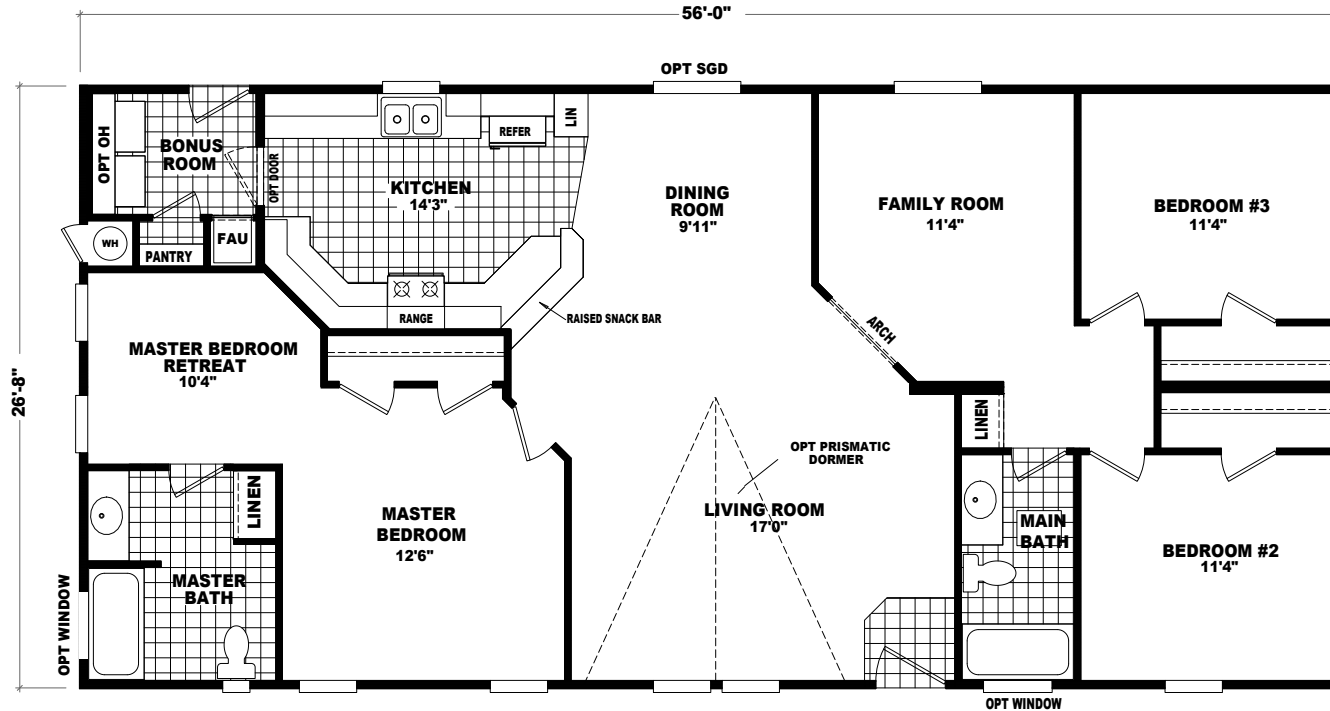 56'-0"
OPT SGD
26'-8"
OPT OH
BONUS
ROOM
OPT DOOR
REFER
LIN
KITCHEN
14'3"
DINING
ROOM
9'11"
FAMILY ROOM
11'4"
BEDROOM #3
11'4"
WH
PANTRY
FAU
RANGE
RAISED SNACK BAR
ARCH
MASTER BEDROOM
RETREAT
10'4"
LINEN
OPT PRISMATIC
DORMER
LINEN
MASTER
BEDROOM
12'6"
LIVING ROOM
17'0"
MAIN
BATH
BEDROOM #2
11'4"
MASTER
BATH
OPT WINDOW
OPT WINDOW